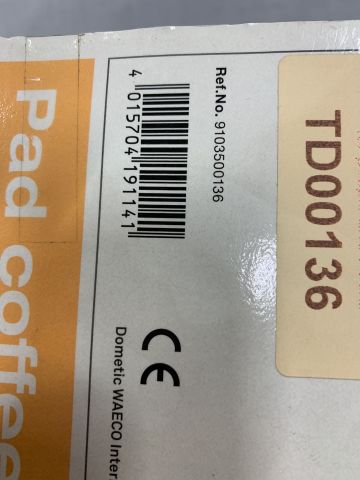 TD00136
Ref.No. 9103500136
4 015704 191141
CE
Dometic WAECO Inter
Pad coffee